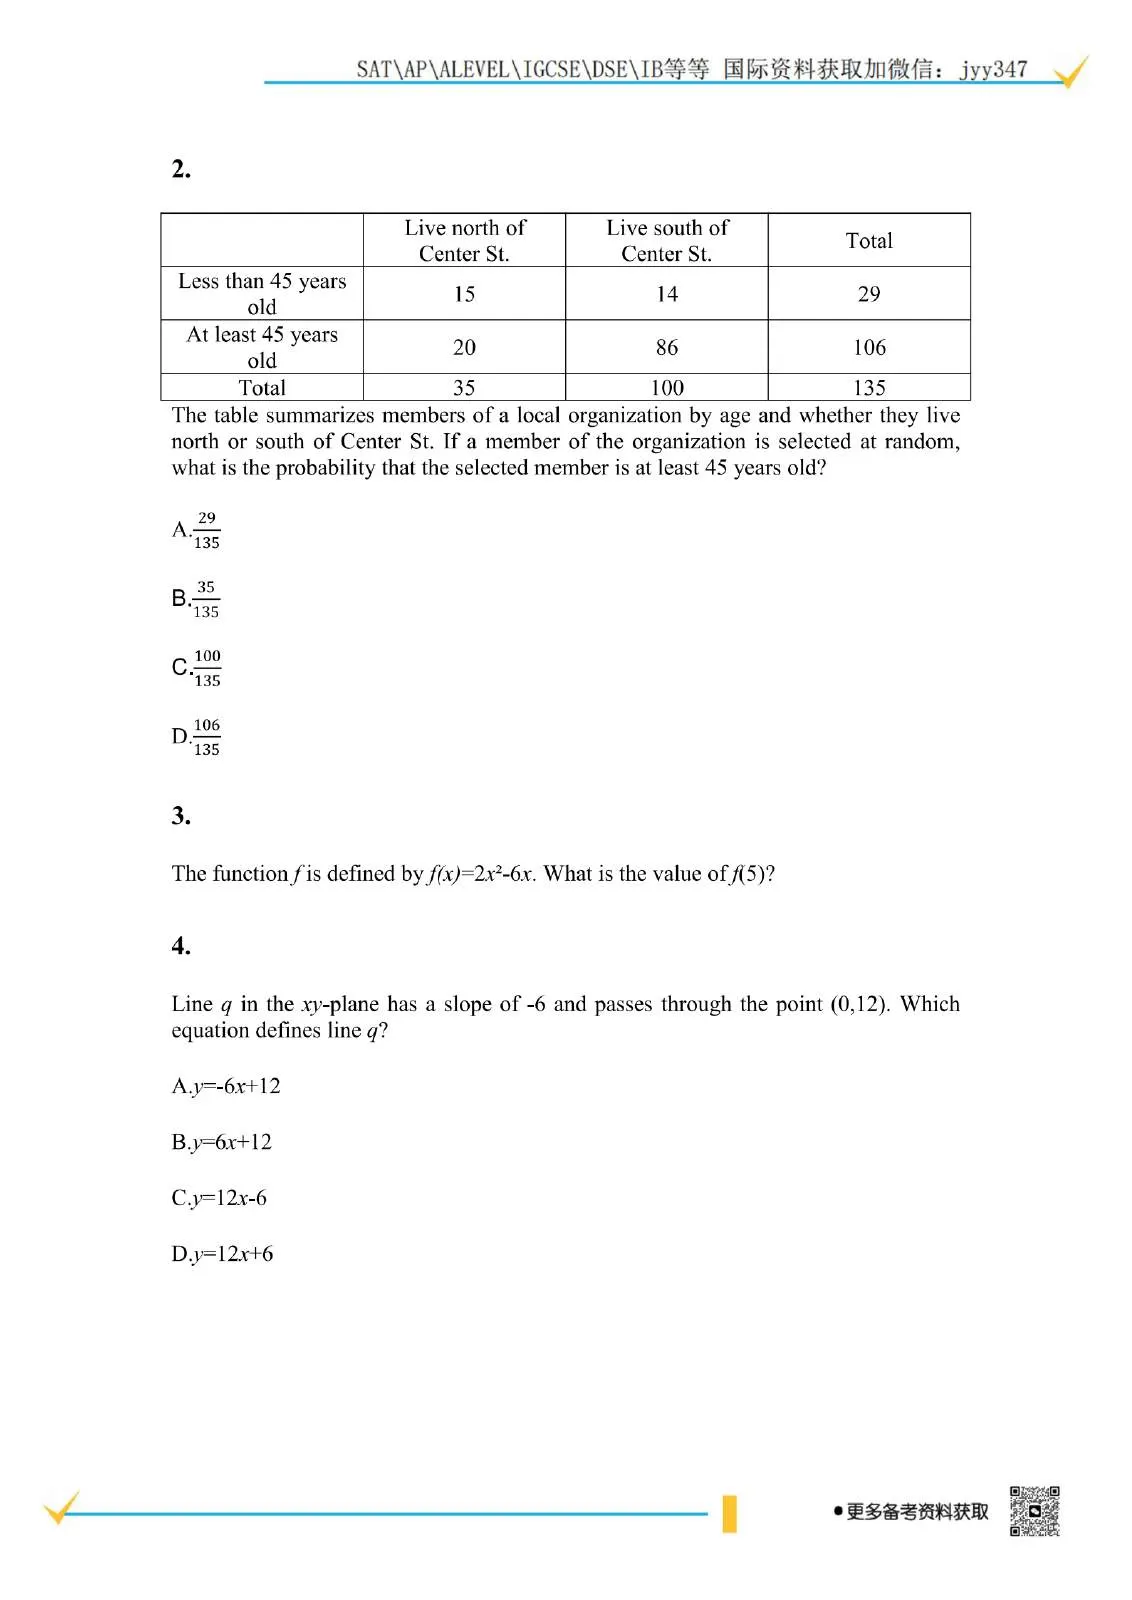 SAT\AP\ALEVEL\IGCSE\DSE\IB等等 国际资料获取加微信：jyy347
2.
Live north of Center St. Live south of Center St. Total
Less than 45 years old 15 14 29
At least 45 years old 20 86 106
Total 35 100 135
The table summarizes members of a local organization by age and whether they live
north or south of Center St. If a member of the organization is selected at random,
what is the probability that the selected member is at least 45 years old?
A. 29/135
B. 35/135
C. 100/135
D. 106/135
3.
The function f is defined by f(x)=2x²-6x. What is the value of f(5)?
4.
Line q in the xy-plane has a slope of -6 and passes through the point (0,12). Which
equation defines line q?
A.y=-6x+12
B.y=6x+12
C.y=12x-6
D.y=12x+6
•更多备考资料获取